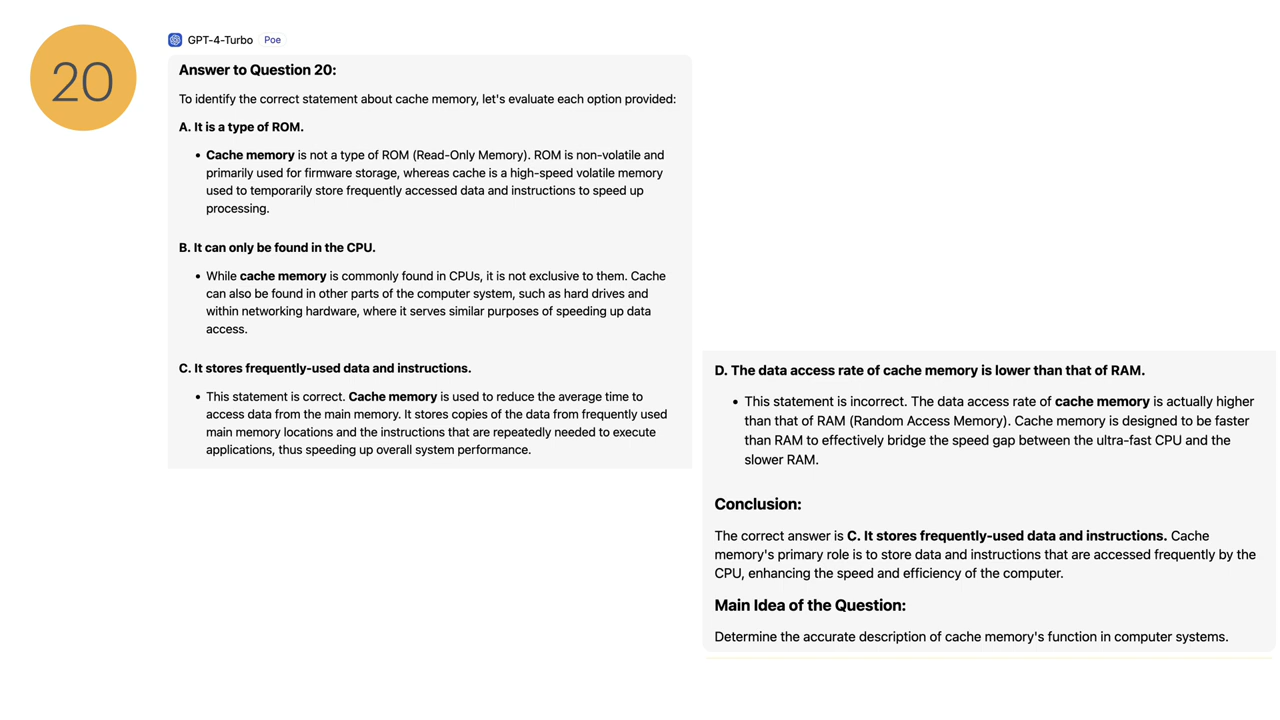 20
GPT-4-Turbo Poe
Answer to Question 20:
To identify the correct statement about cache memory, let's evaluate each option provided:
A. It is a type of ROM.
• Cache memory is not a type of ROM (Read-Only Memory). ROM is non-volatile and
primarily used for firmware storage, whereas cache is a high-speed volatile memory
used to temporarily store frequently accessed data and instructions to speed up
processing.
B. It can only be found in the CPU.
• While cache memory is commonly found in CPUs, it is not exclusive to them. Cache
can also be found in other parts of the computer system, such as hard drives and
within networking hardware, where it serves similar purposes of speeding up data
access.
C. It stores frequently-used data and instructions.
• This statement is correct. Cache memory is used to reduce the average time to
access data from the main memory. It stores copies of the data from frequently used
main memory locations and the instructions that are repeatedly needed to execute
applications, thus speeding up overall system performance.
D. The data access rate of cache memory is lower than that of RAM.
• This statement is incorrect. The data access rate of cache memory is actually higher
than that of RAM (Random Access Memory). Cache memory is designed to be faster
than RAM to effectively bridge the speed gap between the ultra-fast CPU and the
slower RAM.
Conclusion:
The correct answer is C. It stores frequently-used data and instructions. Cache
memory's primary role is to store data and instructions that are accessed frequently by the
CPU, enhancing the speed and efficiency of the computer.
Main Idea of the Question:
Determine the accurate description of cache memory's function in computer systems.